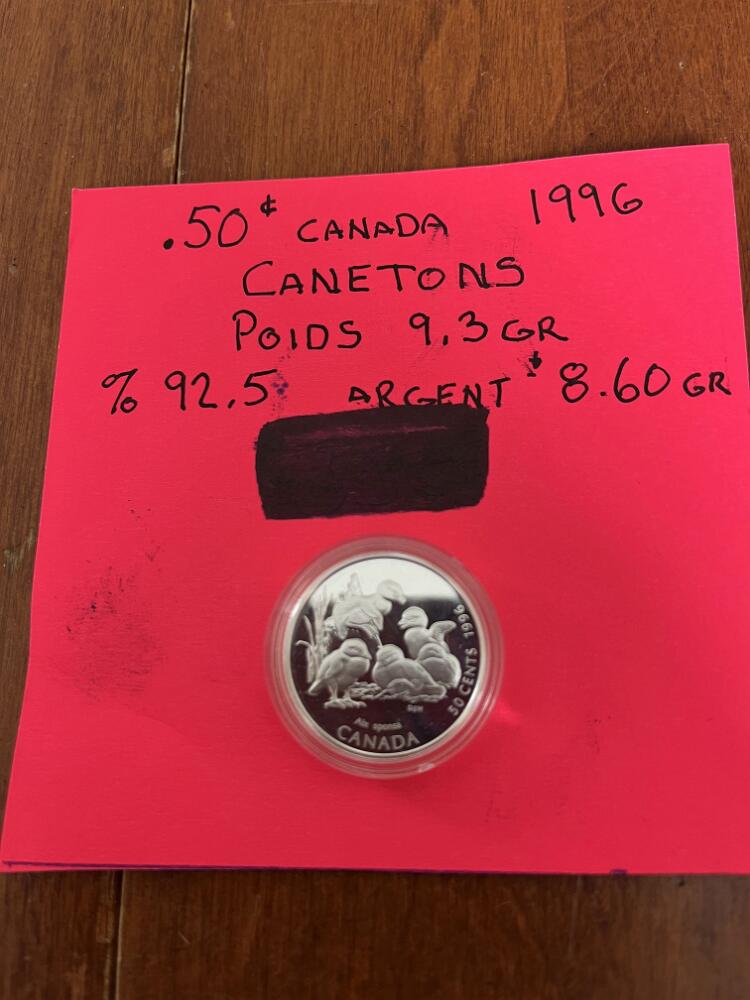 .50¢ CANADA 1996
CANETONS
POIDS 9.3 GR
% 92.5 ARGENT 8.60 GR
50 CENTS 1996
Aix sponsa
CANADA